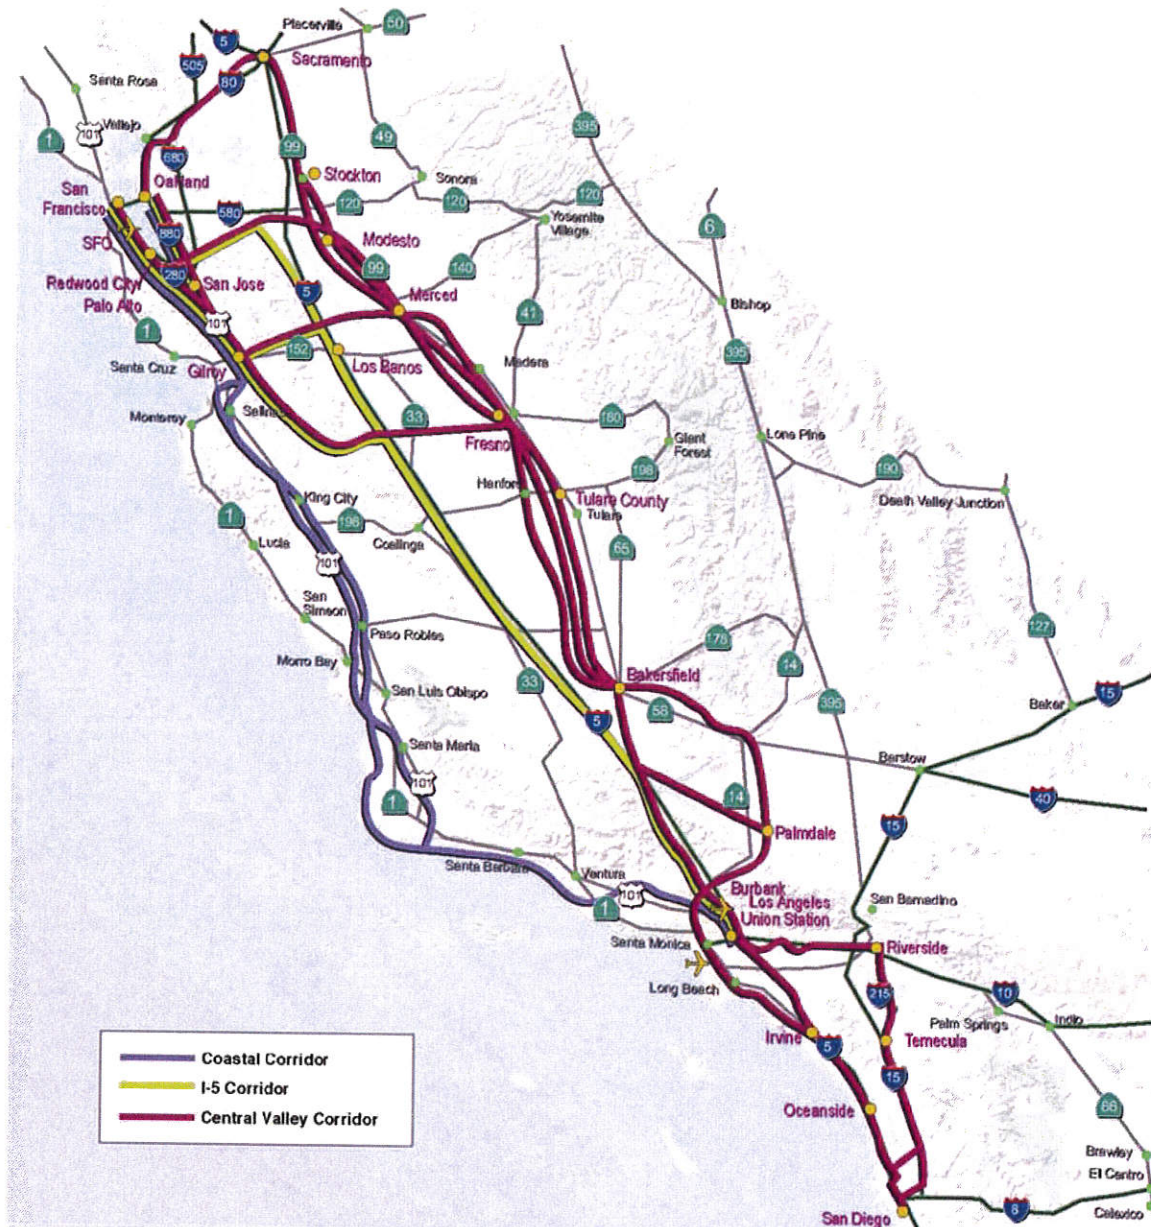 Placerville
50
5
Sacramento
505
80
Santa Rosa
101
Vallejo
1
99
49
395
680
Stockton
Sonora
Oakland
San
Francisco
580
120
120
120
Yosemite
Village
6
880
SFO
Modesto
280
99
140
Redwood City/
Palo Alto
San Jose
5
Merced
41
Bishop
101
1
152
395
Santa Cruz
Gilroy
Los Banos
Madera
Monterey
33
180
Fresno
Giant
Forest
Lone Pine
198
190
Hanford
Tulare County
Death Valley Junction
King City
Tulare
1
198
Coalinga
Lucia
65
101
San
Simeon
Paso Robles
178
127
Morro Bay
14
33
Bakersfield
San Luis Obispo
58
395
15
Baker
5
Santa Maria
Barstow
101
1
14
40
15
Palmdale
Santa Barbara
Ventura
101
Burbank
Los Angeles
Union Station
San Bernadino
1
Santa Monica
Riverside
Long Beach
215
10
Palm Springs
Indio
Irvine
5
Temecula
Coastal Corridor
I-5 Corridor
Central Valley Corridor
15
Oceanside
Brawley
El Centro
San Diego
8
Calexico